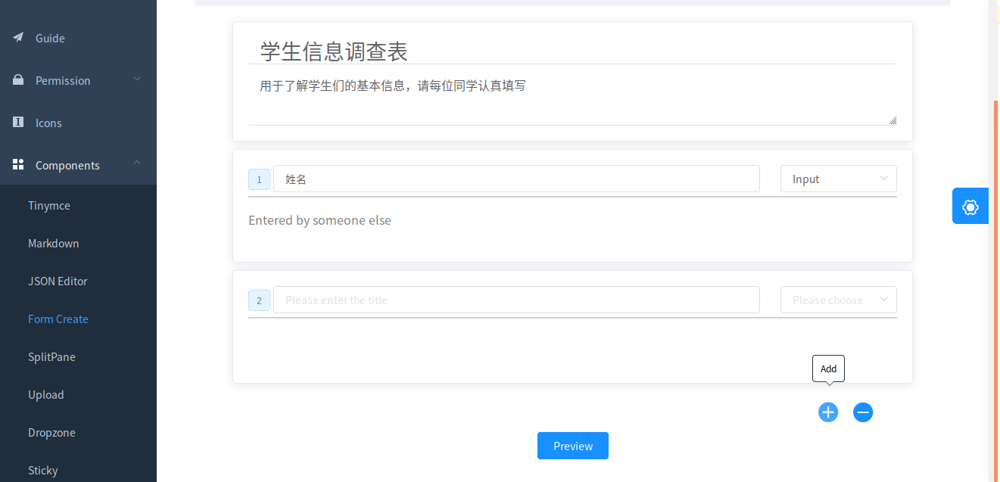 Guide
Permission
Icons
Components
Tinymce
Markdown
JSON Editor
Form Create
SplitPane
Upload
Dropzone
Sticky
学生信息调查表
用于了解学生们的基本信息，请每位同学认真填写
1 姓名 Input
Entered by someone else
2 Please enter the title Please choose
Add
Preview